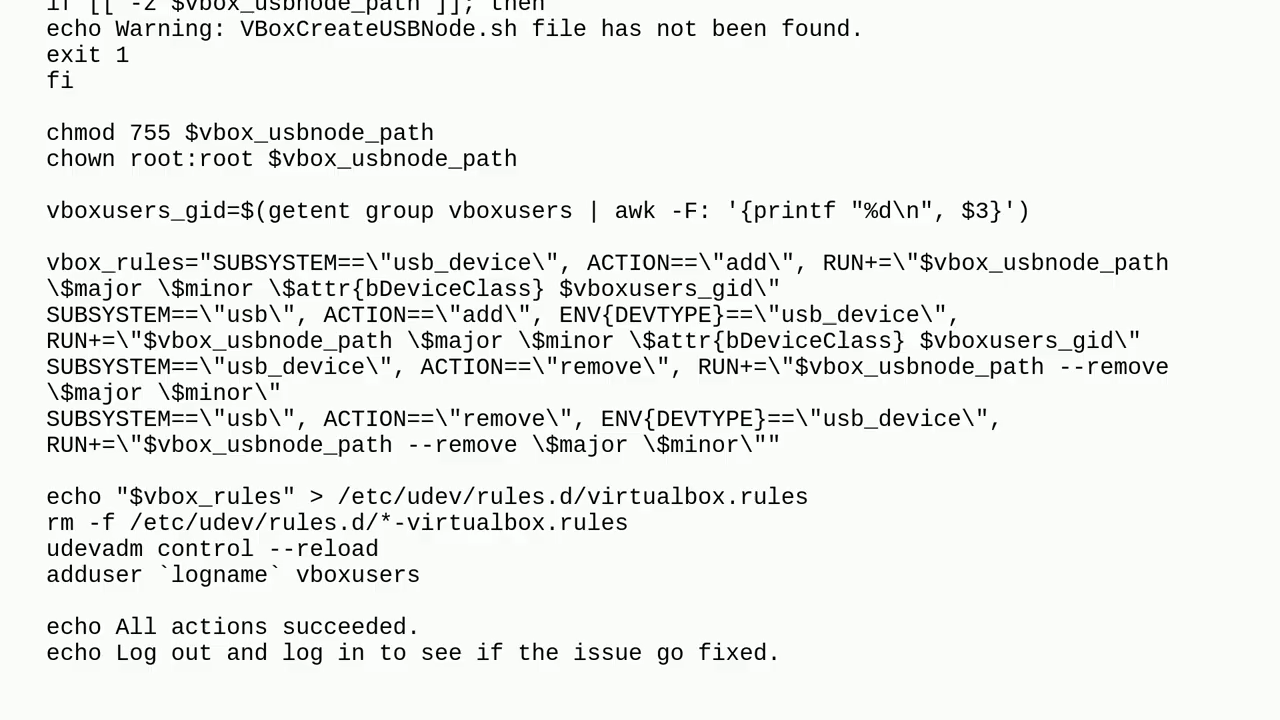 if [[ -z $vbox_usbnode_path ]]; then
echo Warning: VBoxCreateUSBNode.sh file has not been found.
exit 1
fi
chmod 755 $vbox_usbnode_path
chown root:root $vbox_usbnode_path
vboxusers_gid=$(getent group vboxusers | awk -F: '{printf "%d\n", $3}')
vbox_rules="SUBSYSTEM==\"usb_device\", ACTION==\"add\", RUN+=\"$vbox_usbnode_path
\$major \$minor \$attr{bDeviceClass} $vboxusers_gid\"
SUBSYSTEM==\"usb\", ACTION==\"add\", ENV{DEVTYPE}==\"usb_device\",
RUN+=\"$vbox_usbnode_path \$major \$minor \$attr{bDeviceClass} $vboxusers_gid\"
SUBSYSTEM==\"usb_device\", ACTION==\"remove\", RUN+=\"$vbox_usbnode_path --remove
\$major \$minor\"
SUBSYSTEM==\"usb\", ACTION==\"remove\", ENV{DEVTYPE}==\"usb_device\",
RUN+=\"$vbox_usbnode_path --remove \$major \$minor\""
echo "$vbox_rules" > /etc/udev/rules.d/virtualbox.rules
rm -f /etc/udev/rules.d/*-virtualbox.rules
udevadm control --reload
adduser `logname` vboxusers
echo All actions succeeded.
echo Log out and log in to see if the issue go fixed.